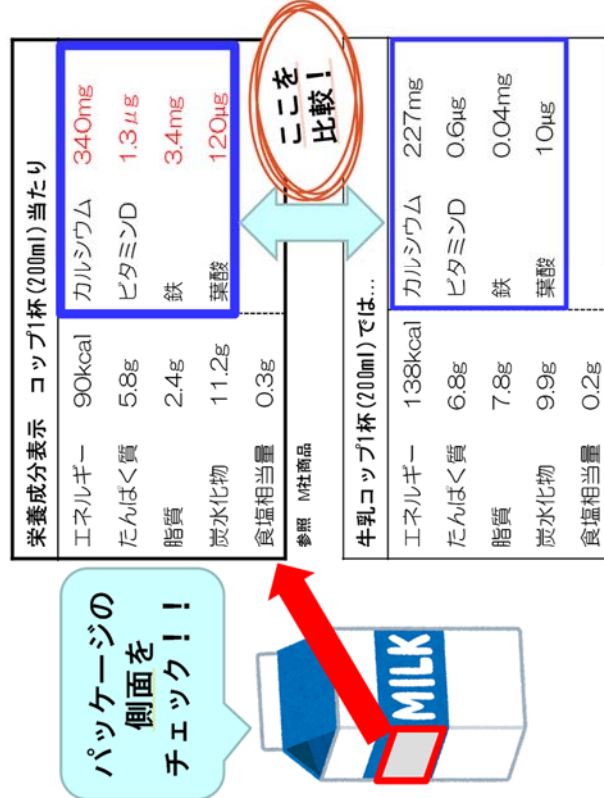 パッケージの
側面を
チェック！！
MILK
栄養成分表示　コップ1杯(200ml)当たり
エネルギー　90kcal　カルシウム　340mg
たんぱく質　5.8g　ビタミンD　1.3μg
脂質　2.4g　鉄　3.4mg
炭水化物　11.2g　葉酸　120μg
食塩相当量　0.3g
参照　M社商品
ここを
比較！
牛乳コップ1杯(200ml)では…
エネルギー　138kcal　カルシウム　227mg
たんぱく質　6.8g　ビタミンD　0.6μg
脂質　7.8g　鉄　0.04mg
炭水化物　9.9g　葉酸　10μg
食塩相当量　0.2g